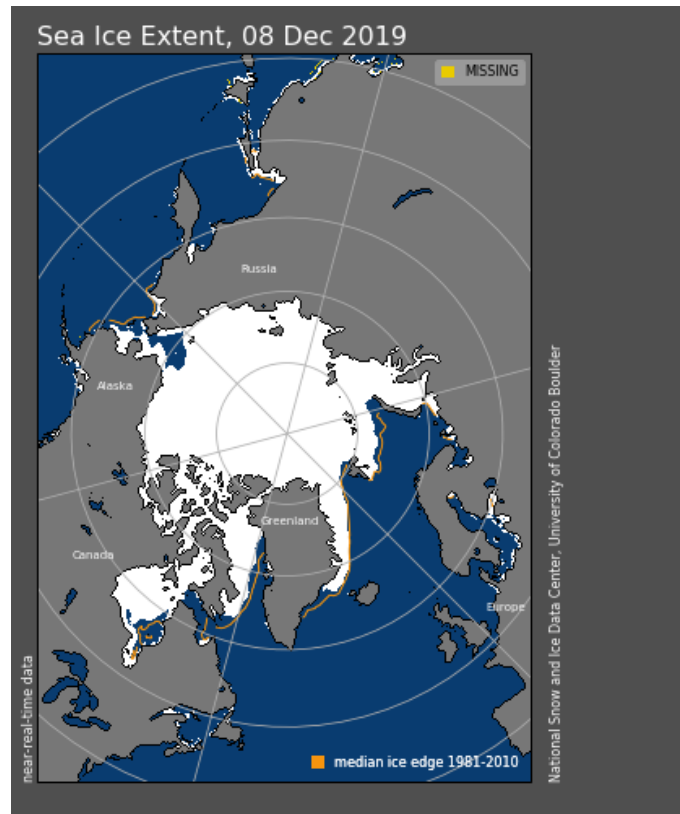 Sea Ice Extent, 08 Dec 2019
MISSING
Russia
Alaska
Greenland
Canada
Europe
near-real-time data
National Snow and Ice Data Center, University of Colorado Boulder
median ice edge 1981-2010